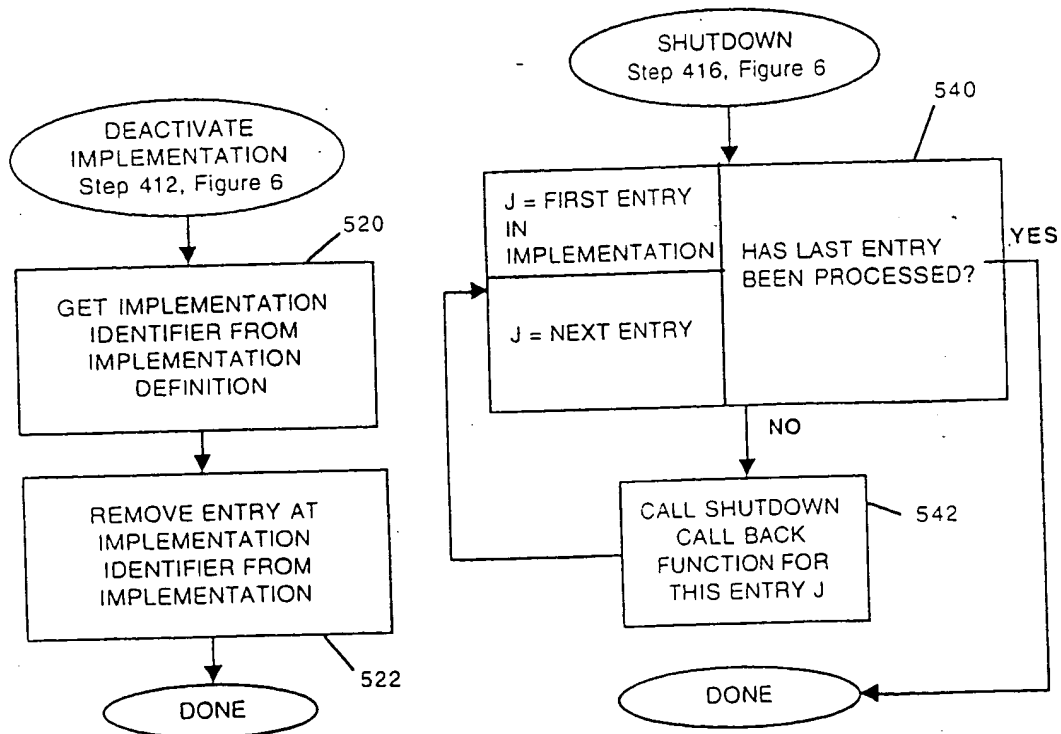 DEACTIVATE
IMPLEMENTATION
Step 412, Figure 6
520
GET IMPLEMENTATION
IDENTIFIER FROM
IMPLEMENTATION
DEFINITION
REMOVE ENTRY AT
IMPLEMENTATION
IDENTIFIER FROM
IMPLEMENTATION
522
DONE
SHUTDOWN
Step 416, Figure 6
540
J = FIRST ENTRY
IN
IMPLEMENTATION
J = NEXT ENTRY
HAS LAST ENTRY
BEEN PROCESSED?
YES
NO
CALL SHUTDOWN
CALL BACK
FUNCTION FOR
THIS ENTRY J
542
DONE